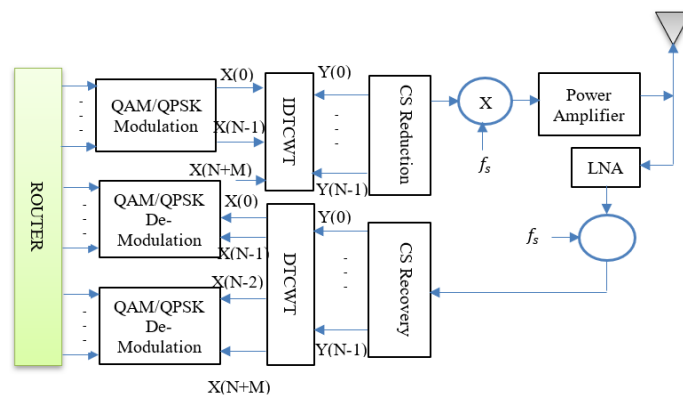 ROUTER
QAM/QPSK
Modulation
X(0)
X(N-1)
X(N+M)
IDTCWT
Y(0)
-
-
-
Y(N-1)
CS Reduction
X
fs
Power
Amplifier
LNA
fs
QAM/QPSK
De-
Modulation
X(0)
X(N-1)
X(N-2)
DTCWT
Y(0)
-
-
-
Y(N-1)
CS Recovery
QAM/QPSK
De-
Modulation
X(N+M)